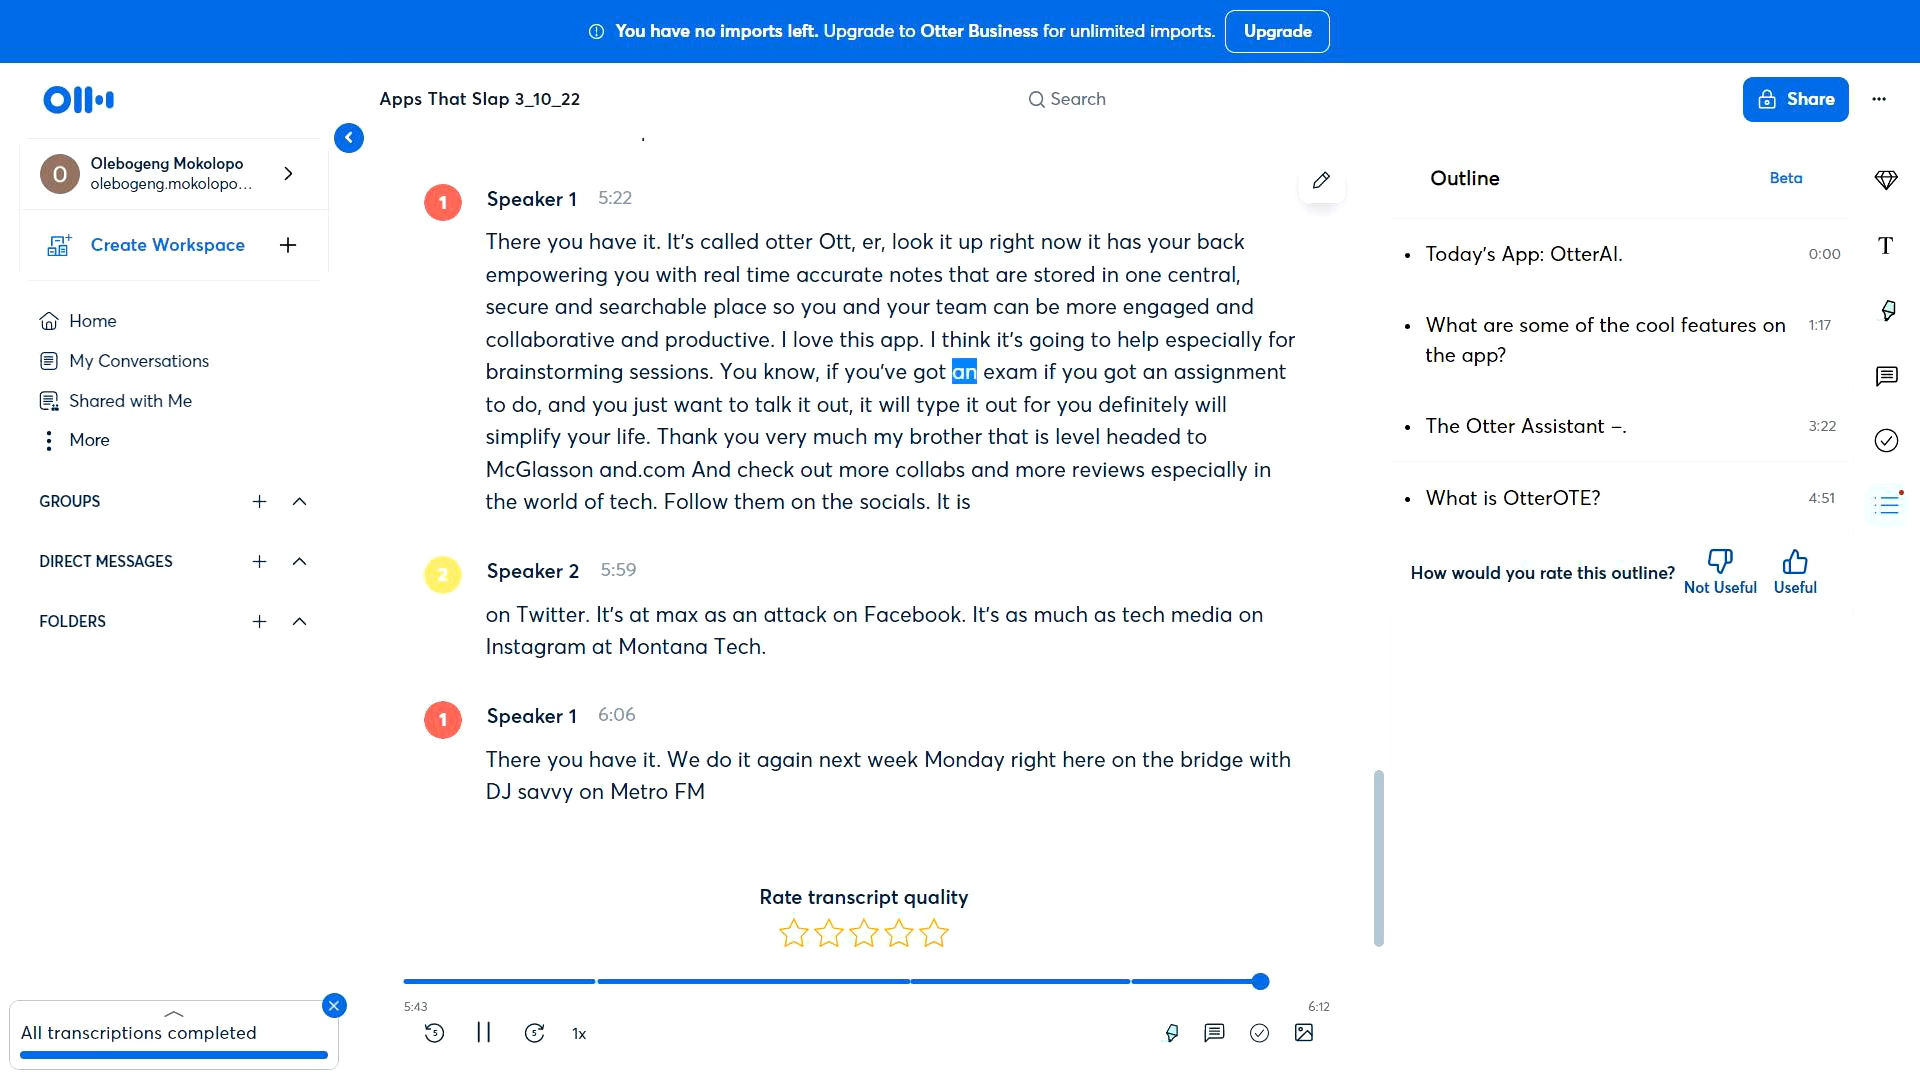 You have no imports left. Upgrade to Otter Business for unlimited imports.
Upgrade
Apps That Slap 3_10_22
Search
Share
O
Olebogeng Mokolopo
olebogeng.mokolopo...
Create Workspace
Home
My Conversations
Shared with Me
More
GROUPS
DIRECT MESSAGES
FOLDERS
All transcriptions completed
1
Speaker 1 5:22
There you have it. It's called otter Ott, er, look it up right now it has your back
empowering you with real time accurate notes that are stored in one central,
secure and searchable place so you and your team can be more engaged and
collaborative and productive. I love this app. I think it's going to help especially for
brainstorming sessions. You know, if you've got an exam if you got an assignment
to do, and you just want to talk it out, it will type it out for you definitely will
simplify your life. Thank you very much my brother that is level headed to
McGlasson and.com And check out more collabs and more reviews especially in
the world of tech. Follow them on the socials. It is
2
Speaker 2 5:59
on Twitter. It's at max as an attack on Facebook. It's as much as tech media on
Instagram at Montana Tech.
1
Speaker 1 6:06
There you have it. We do it again next week Monday right here on the bridge with
DJ savvy on Metro FM
Rate transcript quality
5:43
6:12
5
5
1x
Outline
Beta
• Today's App: OtterAI. 0:00
• What are some of the cool features on 1:17
the app?
• The Otter Assistant –. 3:22
• What is OtterOTE? 4:51
How would you rate this outline?
Not Useful
Useful
T